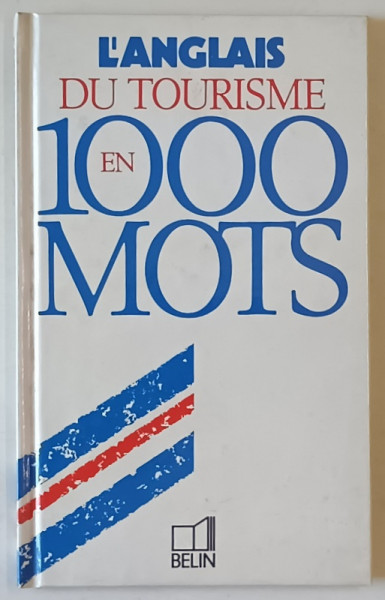 L'ANGLAIS
DU TOURISME
EN
1000
MOTS
BELIN